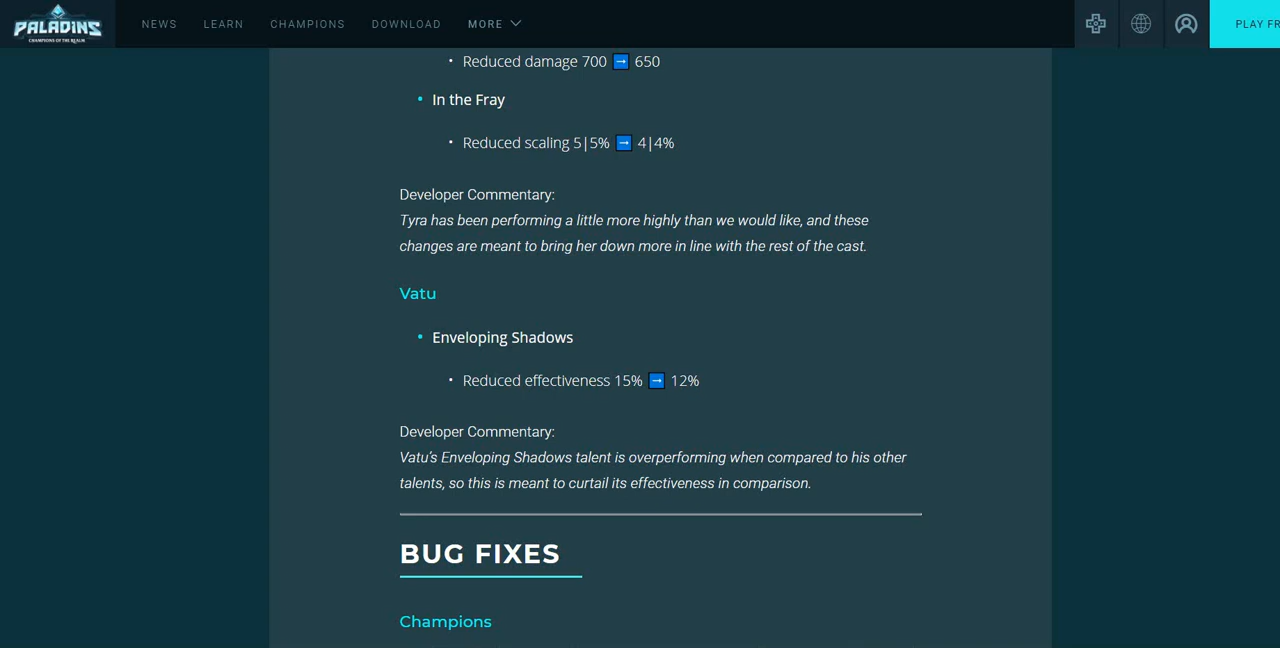 PALADINS
CHAMPIONS OF THE REALM
NEWS LEARN CHAMPIONS DOWNLOAD MORE PLAY FR
• Reduced damage 700 ➡ 650
• In the Fray
• Reduced scaling 5|5% ➡ 4|4%
Developer Commentary:
Tyra has been performing a little more highly than we would like, and these
changes are meant to bring her down more in line with the rest of the cast.
Vatu
• Enveloping Shadows
• Reduced effectiveness 15% ➡ 12%
Developer Commentary:
Vatu’s Enveloping Shadows talent is overperforming when compared to his other
talents, so this is meant to curtail its effectiveness in comparison.
BUG FIXES
Champions